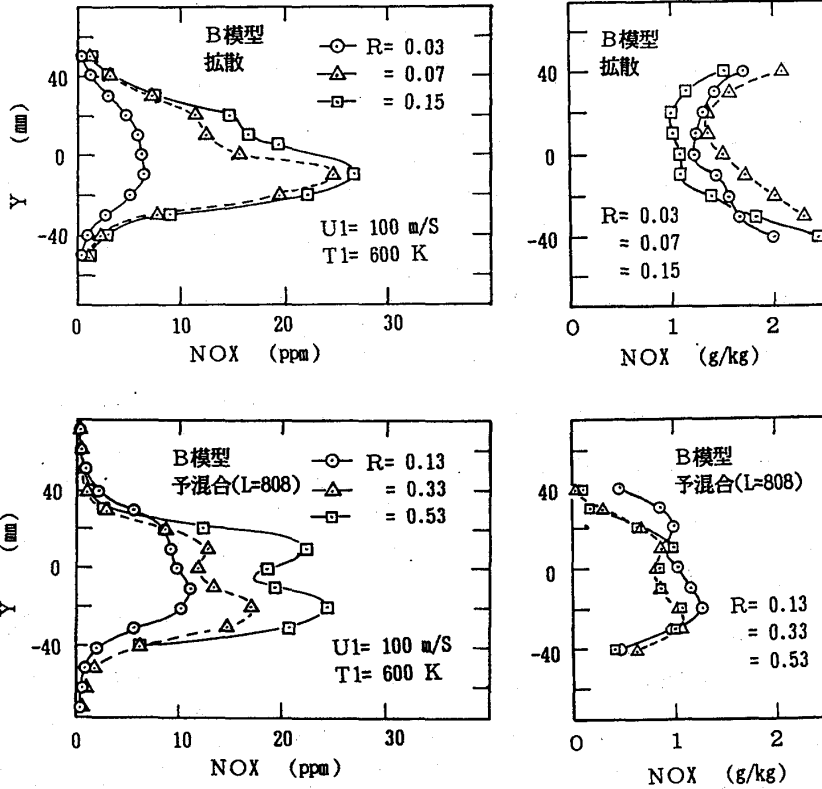 B模型
拡散
R= 0.03
= 0.07
= 0.15
U1= 100 m/S
T1= 600 K
40
0
-40
Y (mm)
0
10
20
30
NOX (ppm)
B模型
拡散
R= 0.03
= 0.07
= 0.15
40
0
-40
0
1
2
NOX (g/kg)
B模型
予混合(L=808)
R= 0.13
= 0.33
= 0.53
U1= 100 m/S
T1= 600 K
40
0
-40
Y (mm)
0
10
20
30
NOX (ppm)
B模型
予混合(L=808)
R= 0.13
= 0.33
= 0.53
40
0
-40
0
1
2
NOX (g/kg)